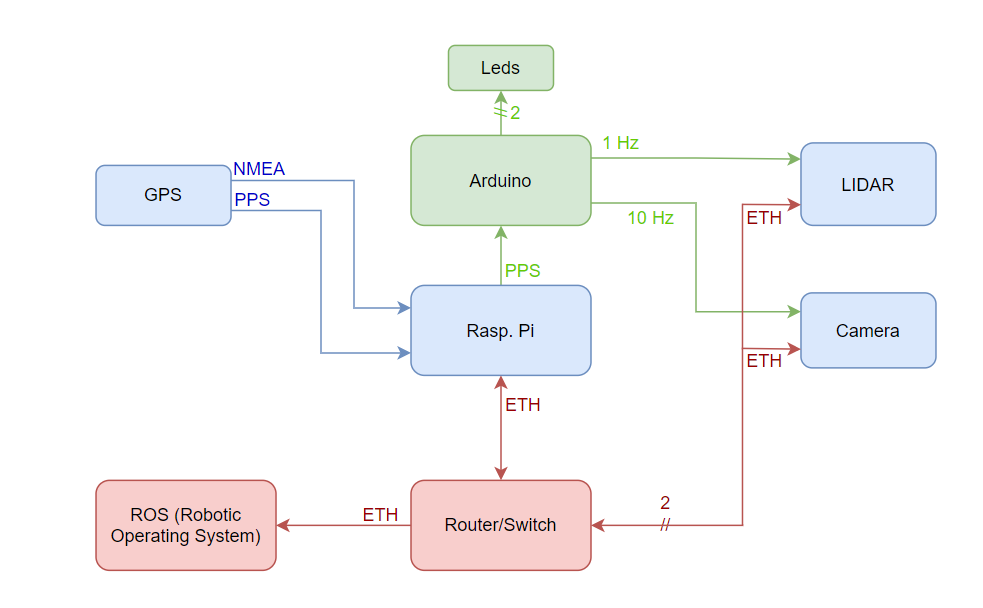 Leds
2
1 Hz
Arduino
NMEA
GPS
PPS
LIDAR
10 Hz
ETH
PPS
Rasp. Pi
Camera
ETH
ETH
2
//
ROS (Robotic
Operating System)
ETH
Router/Switch